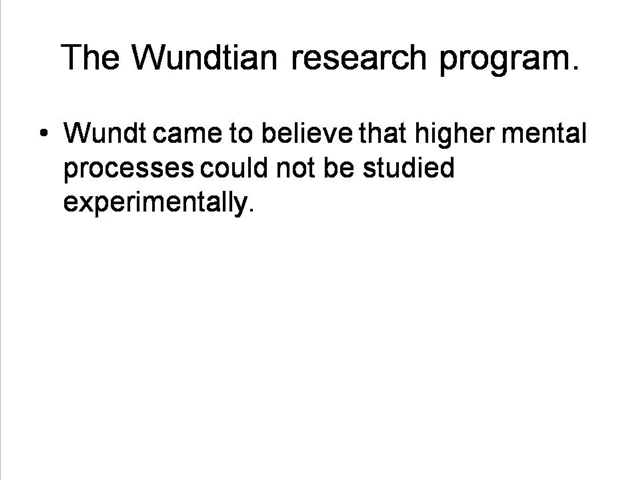 The Wundtian research program.
• Wundt came to believe that higher mental
processes could not be studied
experimentally.